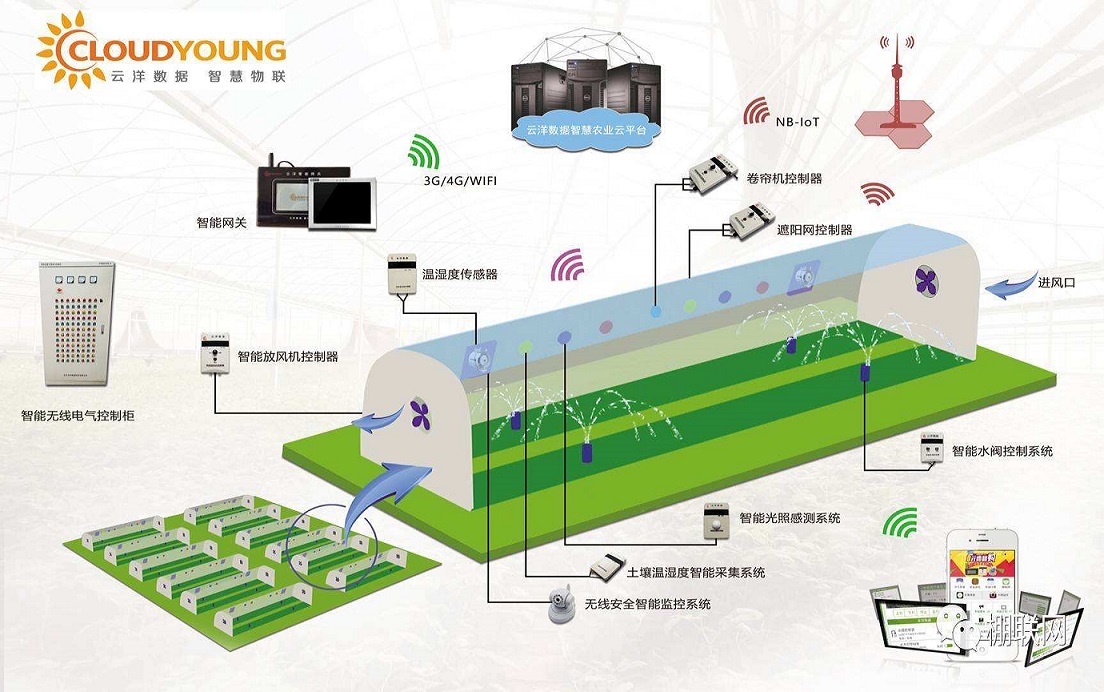 CLOUDYOUNG
云洋数据 智慧物联
云洋数据智慧农业云平台
NB-IoT
3G/4G/WIFI
卷帘机控制器
智能网关
遮阳网控制器
温湿度传感器
进风口
智能放风机控制器
智能无线电气控制柜
智能水阀控制系统
智能光照感测系统
土壤温湿度智能采集系统
无线安全智能监控系统
棚联网